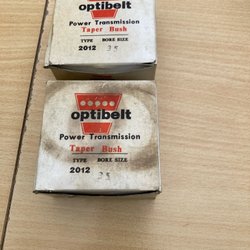 optibelt
Power Transmission
Taper Bush
TYPE BORE SIZE
2012 35
optibelt
Power Transmission
Taper Bush
TYPE BORE SIZE
2012 35